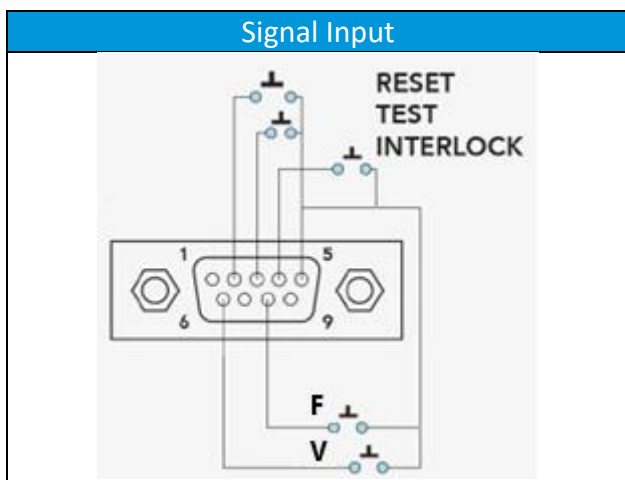 Signal Input
RESET
TEST
INTERLOCK
1 5
6 9
F
V